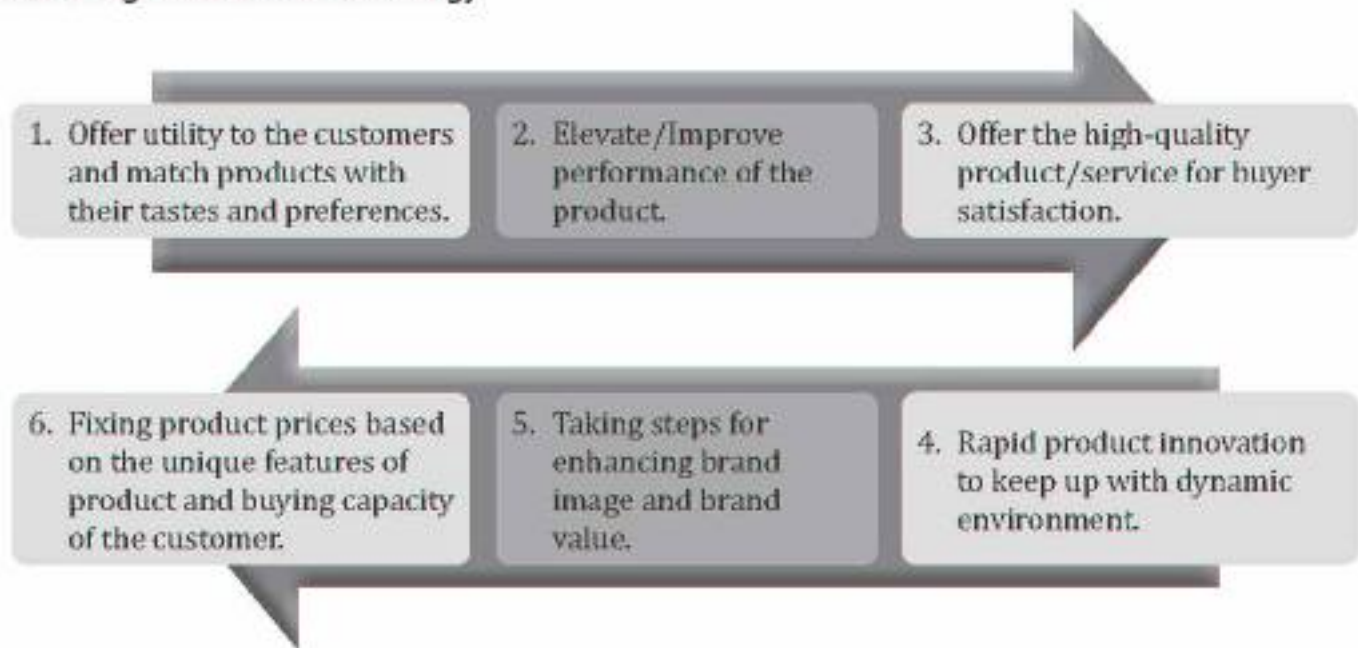 1. Offer utility to the customers
and match products with
their tastes and preferences.
2. Elevate/Improve
performance of the
product.
3. Offer the high-quality
product/service for buyer
satisfaction.
6. Fixing product prices based
on the unique features of
product and buying capacity
of the customer.
5. Taking steps for
enhancing brand
image and brand
value.
4. Rapid product innovation
to keep up with dynamic
environment.